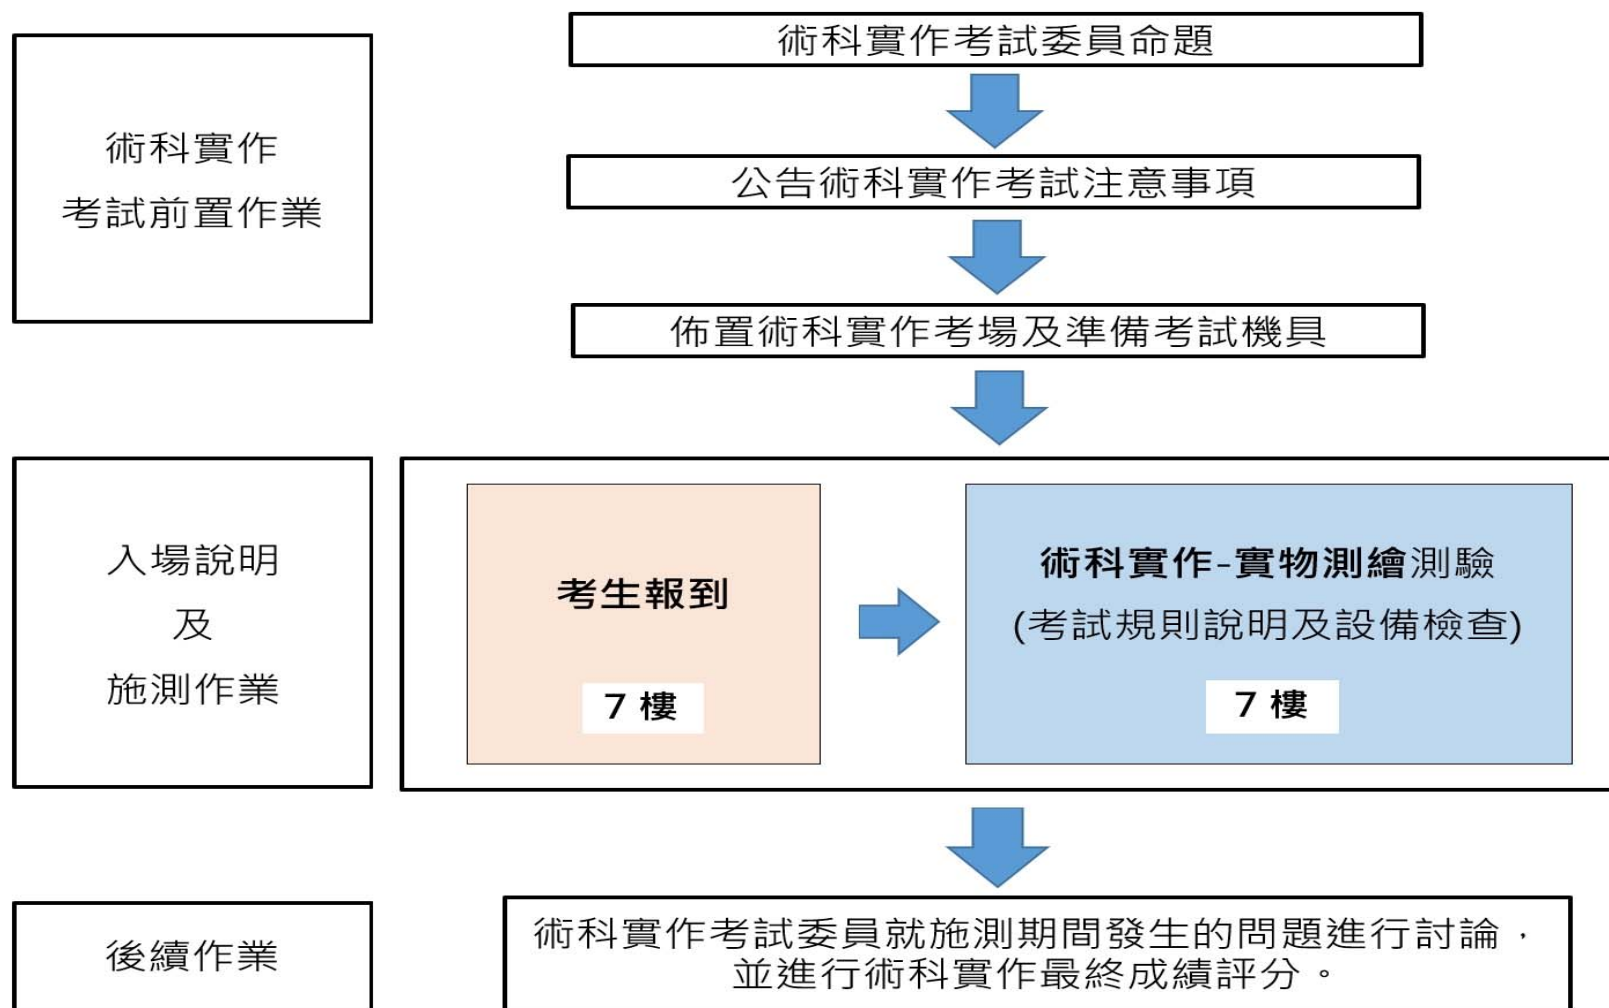 術科實作
考試前置作業
術科實作考試委員命題
公告術科實作考試注意事項
佈置術科實作考場及準備考試機具
入場說明
及
施測作業
考生報到
7 樓
術科實作-實物測繪測驗
(考試規則說明及設備檢查)
7 樓
後續作業
術科實作考試委員就施測期間發生的問題進行討論，
並進行術科實作最終成績評分。